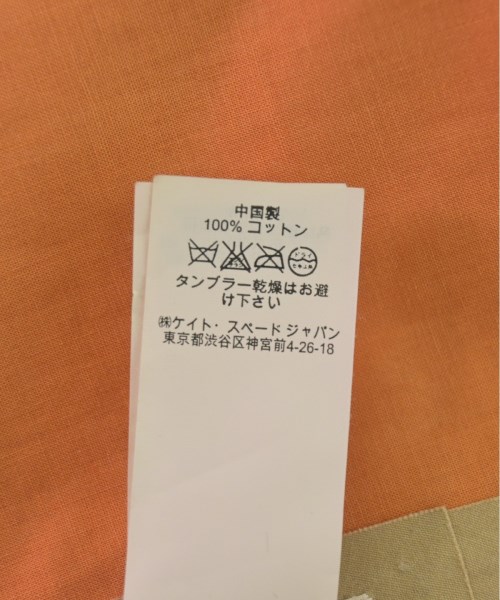 中国製
100% コットン
タンブラー乾燥はお避
け下さい
㈱ケイト・スペードジャパン
東京都渋谷区神宮前4-26-18